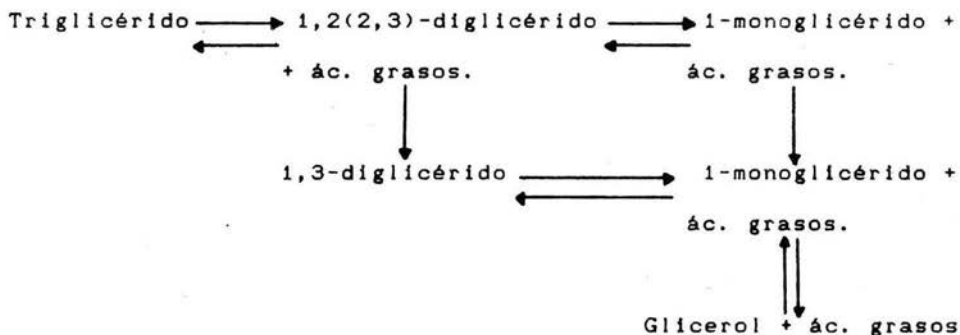 Triglicérido 1,2(2,3)-diglicérido 1-monoglicérido +
+ ác. grasos. ác. grasos.
1,3-diglicérido 1-monoglicérido +
ác. grasos.
Glicerol + ác. grasos